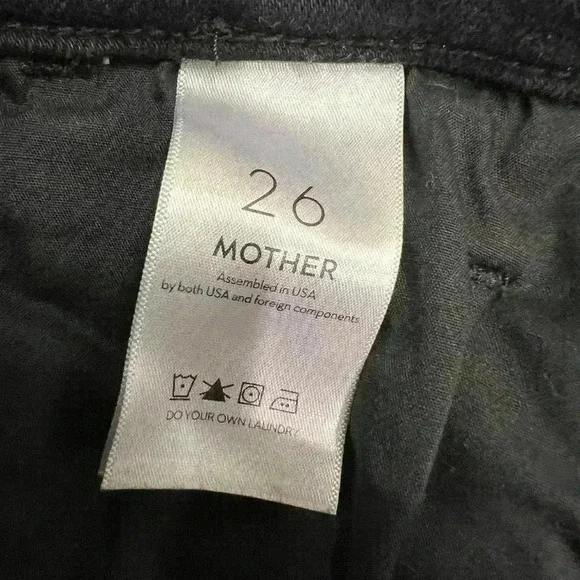 26
MOTHER
Assembled in USA
by both USA and foreign components
DO YOUR OWN LAUNDRY